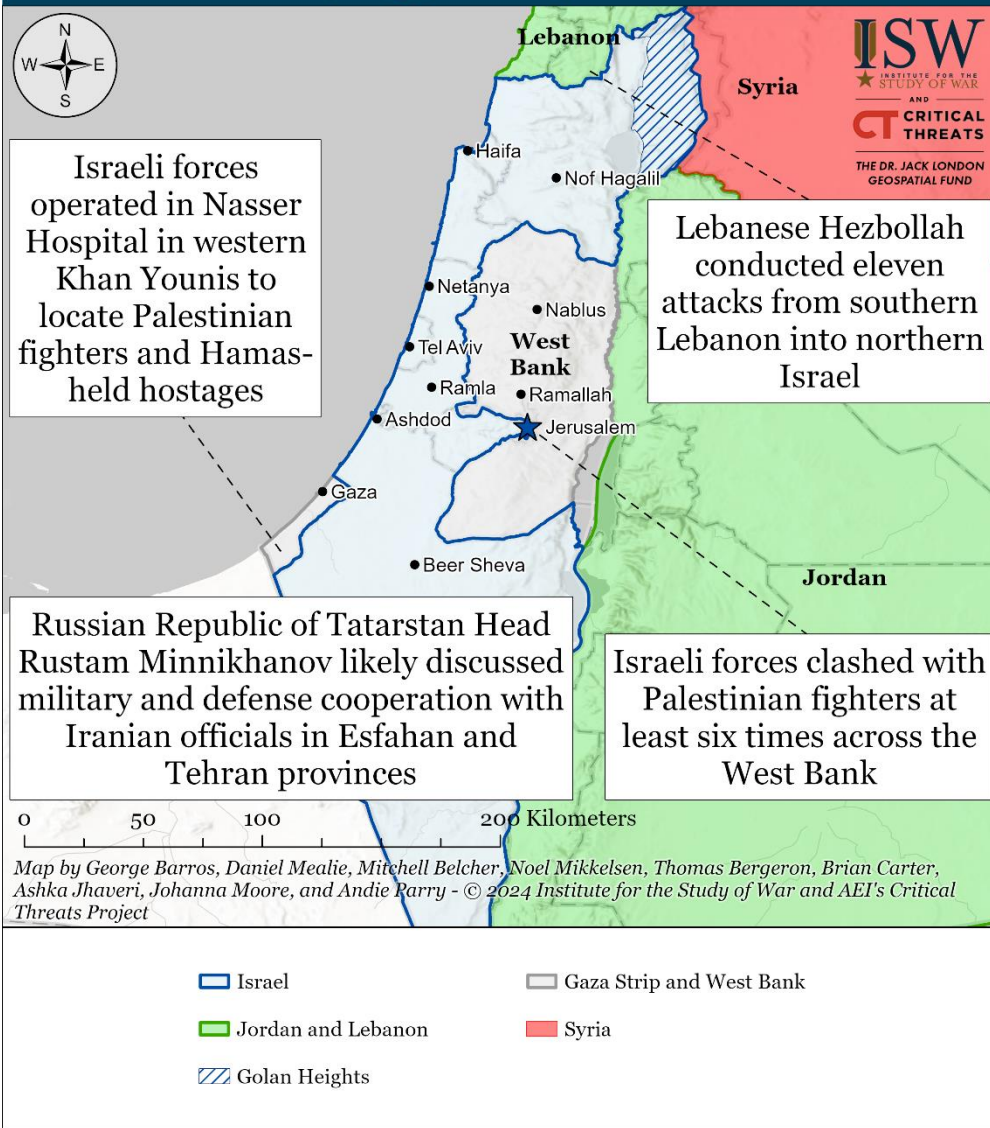 N
W E
S
ISW
INSTITUTE FOR THE
STUDY OF WAR
AND
CT CRITICAL
THREATS
THE DR. JACK LONDON
GEOSPATIAL FUND
Lebanon
Syria
Haifa
Nof Hagalil
Israeli forces
operated in Nasser
Hospital in western
Khan Younis to
locate Palestinian
fighters and Hamas-
held hostages
Lebanese Hezbollah
conducted eleven
attacks from southern
Lebanon into northern
Israel
Netanya
Nablus
West
Bank
Tel Aviv
Ramla
Ramallah
Ashdod
Jerusalem
Gaza
Beer Sheva
Jordan
Russian Republic of Tatarstan Head
Rustam Minnikhanov likely discussed
military and defense cooperation with
Iranian officials in Esfahan and
Tehran provinces
Israeli forces clashed with
Palestinian fighters at
least six times across the
West Bank
0 50 100 200 Kilometers
Map by George Barros, Daniel Mealie, Mitchell Belcher, Noel Mikkelsen, Thomas Bergeron, Brian Carter,
Ashka Jhaveri, Johanna Moore, and Andie Parry - © 2024 Institute for the Study of War and AEI's Critical
Threats Project
Israel
Gaza Strip and West Bank
Jordan and Lebanon
Syria
Golan Heights